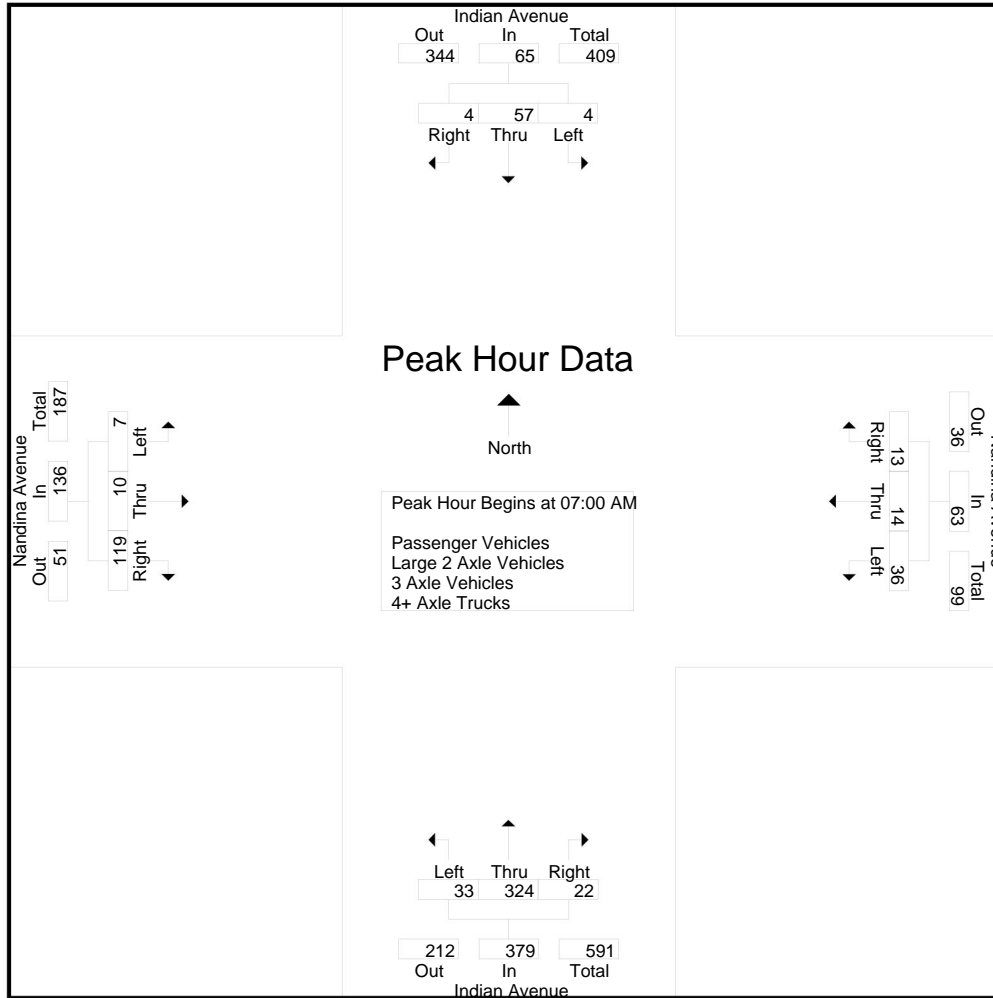 Indian Avenue
Out In Total
344 65 409
4 57 4
Right Thru Left
Peak Hour Data
North
Peak Hour Begins at 07:00 AM
Passenger Vehicles
Large 2 Axle Vehicles
3 Axle Vehicles
4+ Axle Trucks
Nandina Avenue
Out In Total
51 136 187
119 10 7
Right Thru Left
Out In Total
36 63 99
13 14 36
Right Thru Left
Left Thru Right
33 324 22
212 379 591
Out In Total
Indian Avenue